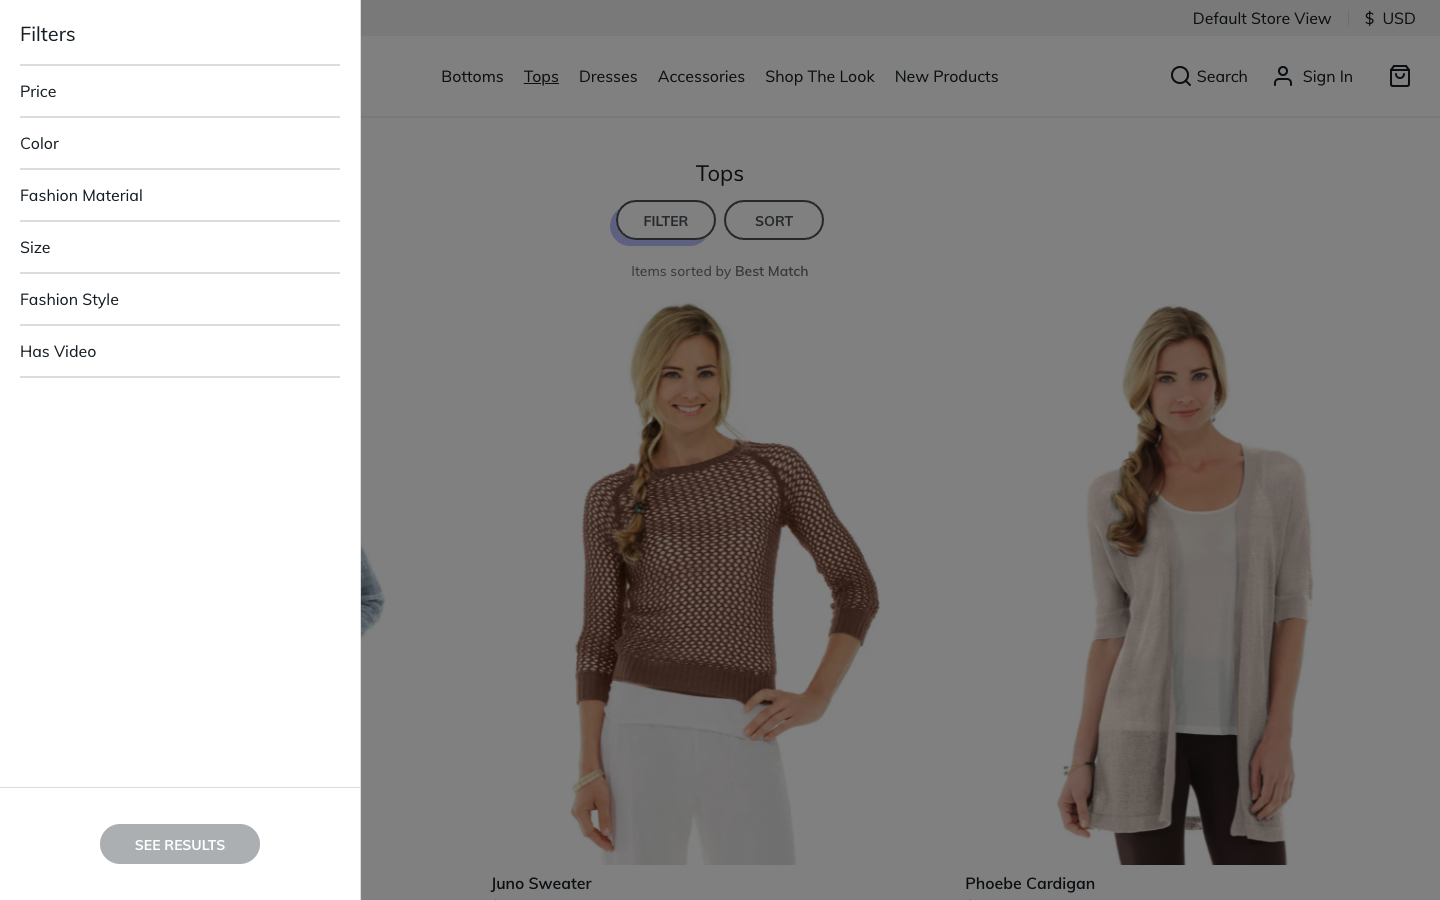 Filters
Price
Color
Fashion Material
Size
Fashion Style
Has Video
SEE RESULTS
Default Store View
$ USD
Bottoms Tops Dresses Accessories Shop The Look New Products
Search Sign In
Tops
FILTER SORT
Items sorted by Best Match
Juno Sweater
Phoebe Cardigan